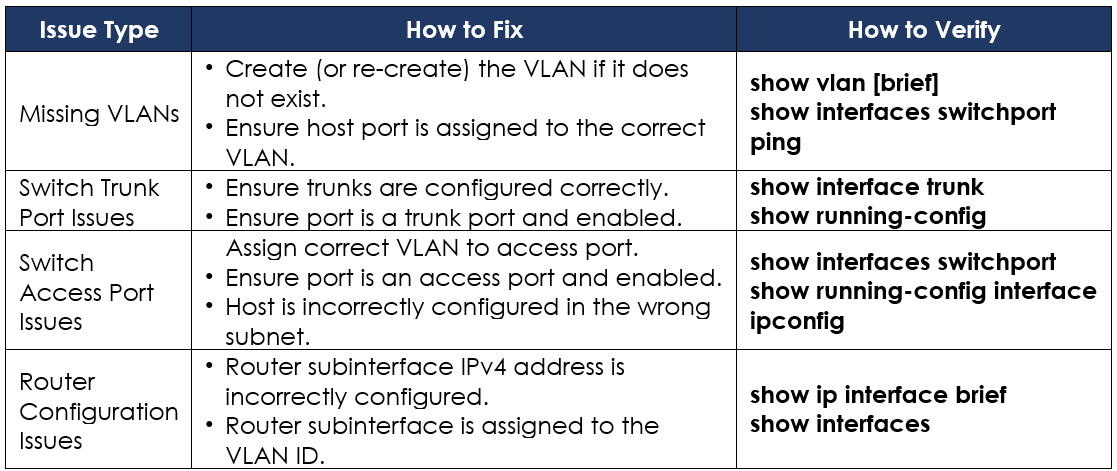 Issue Type
How to Fix
How to Verify
Missing VLANs
• Create (or re-create) the VLAN if it does
not exist.
• Ensure host port is assigned to the correct
VLAN.
show vlan [brief]
show interfaces switchport
ping
Switch Trunk
Port Issues
• Ensure trunks are configured correctly.
• Ensure port is a trunk port and enabled.
show interface trunk
show running-config
Switch
Access Port
Issues
Assign correct VLAN to access port.
• Ensure port is an access port and enabled.
• Host is incorrectly configured in the wrong
subnet.
show interfaces switchport
show running-config interface
ipconfig
Router
Configuration
Issues
• Router subinterface IPv4 address is
incorrectly configured.
• Router subinterface is assigned to the
VLAN ID.
show ip interface brief
show interfaces